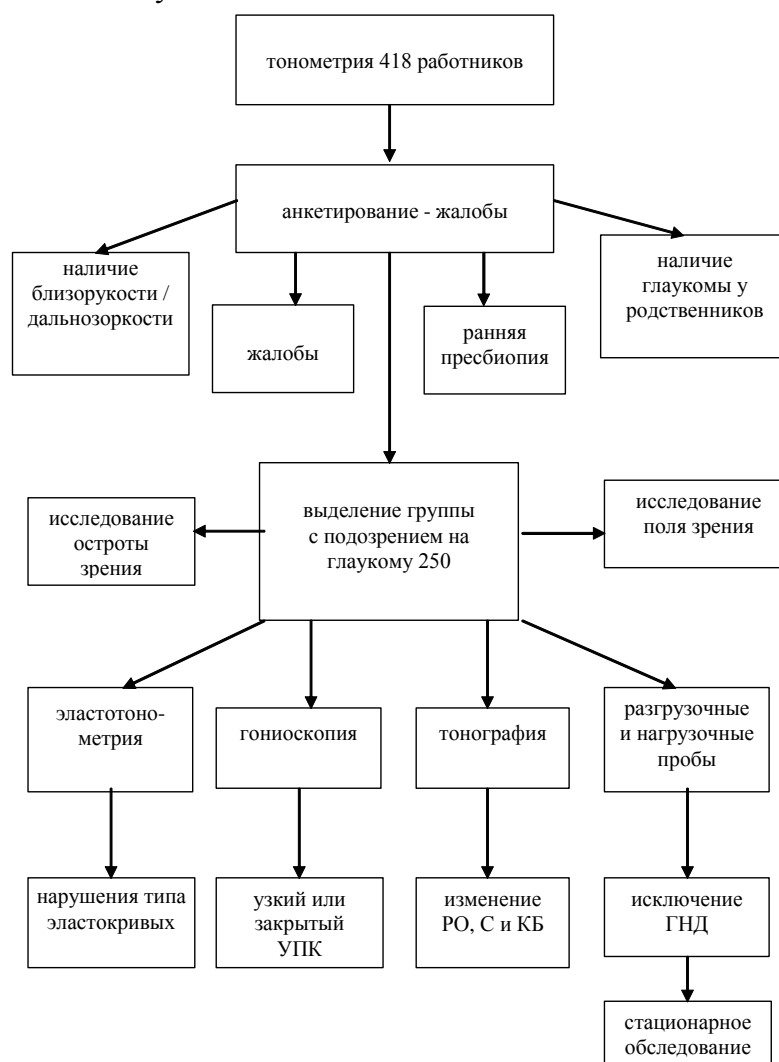 тонометрия 418 работников
анкетирование - жалобы
наличие
близорукости /
дальнозоркости
жалобы
ранняя
пресбиопия
наличие
глаукомы у
родственников
исследование
остроты
зрения
выделение группы
с подозрением на
глаукому 250
исследование
поля зрения
эластотоно-
метрия
гониоскопия
тонография
разгрузочные
и нагрузочные
пробы
нарушения типа
эластокривых
узкий или
закрытый
УПК
изменение
РО, С и КБ
исключение
ГНД
стационарное
обследование